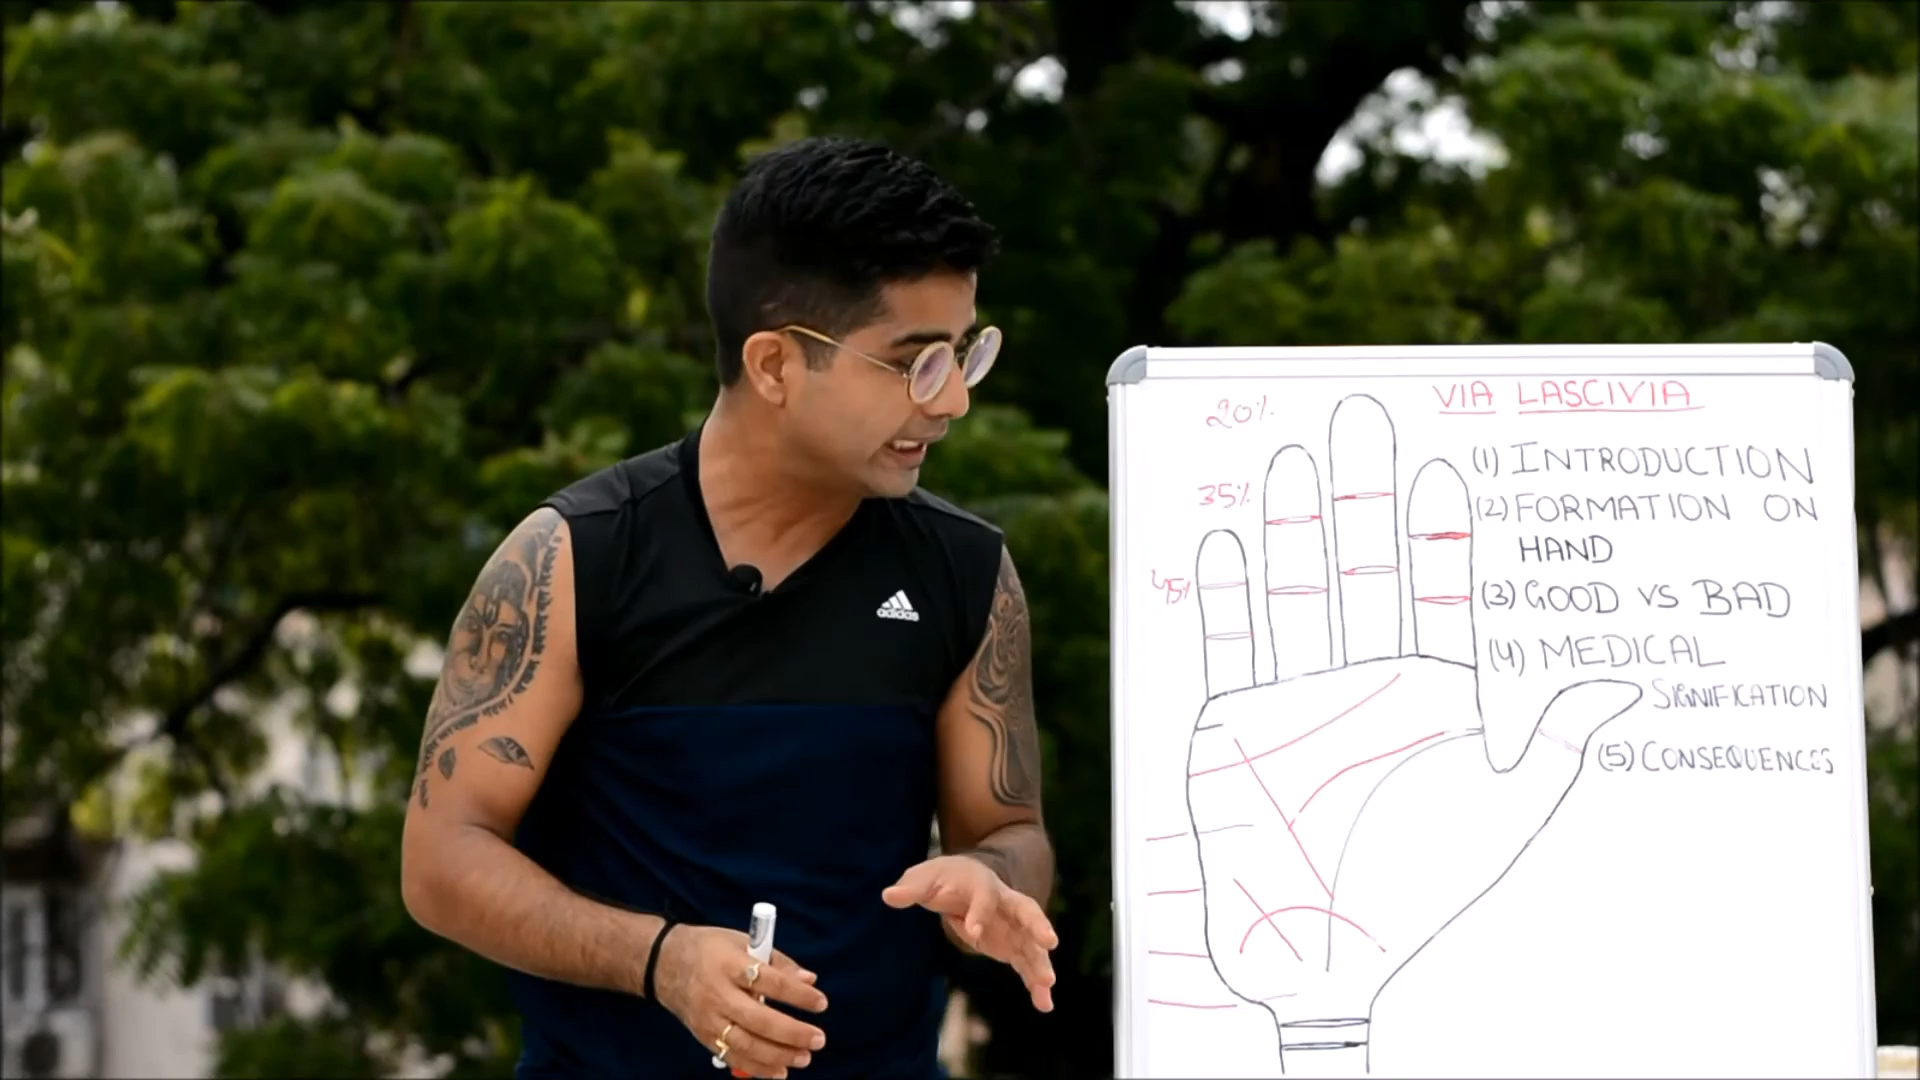 VIA LASCIVIA
20%
(1) INTRODUCTION
35%
(2) FORMATION ON
HAND
45%
(3) GOOD VS BAD
(4) MEDICAL
SIGNIFICATION
(5) CONSEQUENCES
adidas